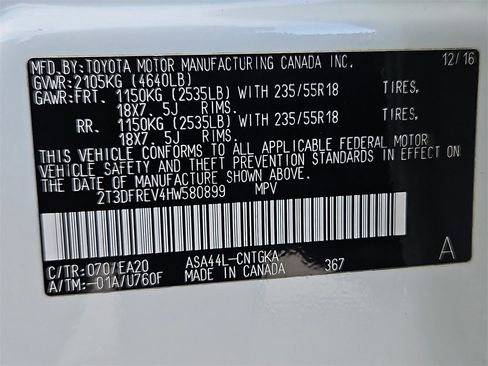 MFD.BY:TOYOTA MOTOR MANUFACTURING CANADA INC. 12/16
GVWR:2105KG (4640LB)
GAWR:FRT. 1150KG (2535LB) WITH 235/55R18 TIRES,
18X7. 5J RIMS.
RR. 1150KG (2535LB) WITH 235/55R18 TIRES,
18X7. 5J RIMS.
THIS VEHICLE CONFORMS TO ALL APPLICABLE FEDERAL MOTOR
VEHICLE SAFETY AND THEFT PREVENTION STANDARDS IN EFFECT ON
THE DATE OF MANUFACTURE SHOWN ABOVE.
2T3DFREV4HW580899 MPV
C/TR:070/EA20 ASA44L-CNTGKA A
A/TM:-01A/U760F MADE IN CANADA 367